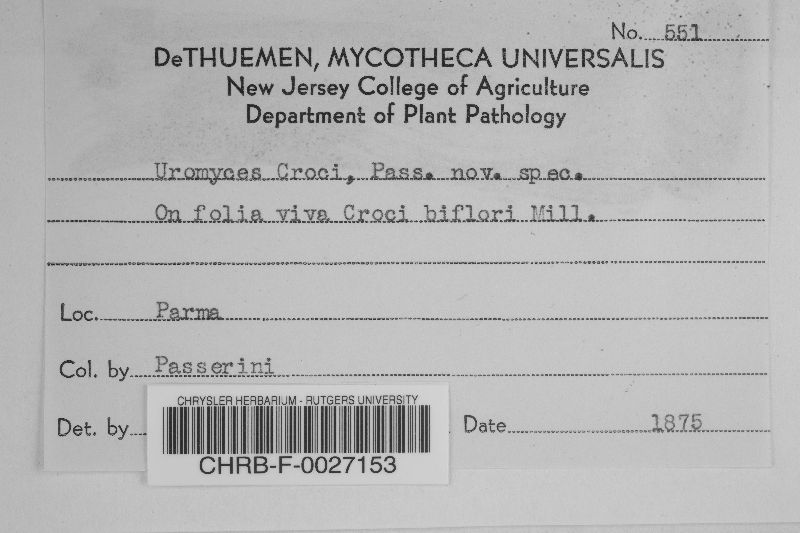 No. 551
DeTHUEMEN, MYCOTHECA UNIVERSALIS
New Jersey College of Agriculture
Department of Plant Pathology
Uromyces Croci, Pass. nov. spec.
On folia viva Croci biflori Mill.
Loc. Parma
Col. by Passerini
Det. by
Date 1875
CHRYSLER HERBARIUM - RUTGERS UNIVERSITY
CHRB-F-0027153